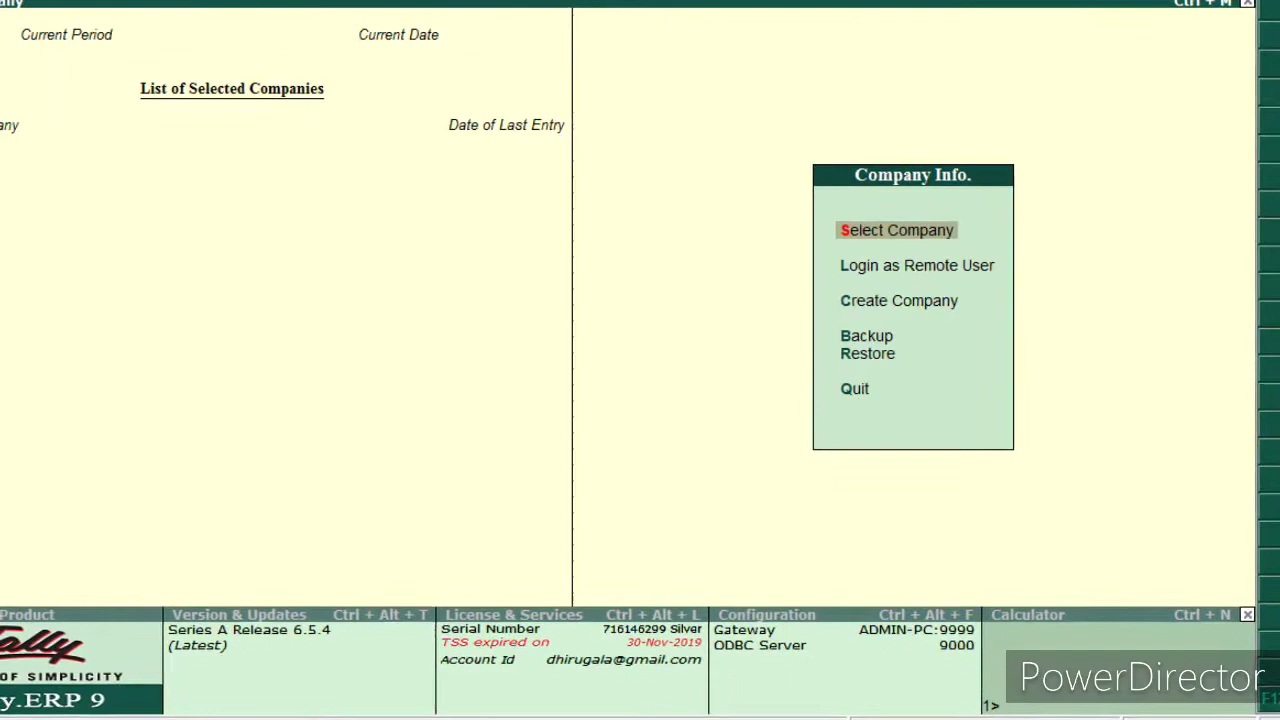 any Ctrl + M
Current Period Current Date
List of Selected Companies
any Date of Last Entry
Company Info.
Select Company
Login as Remote User
Create Company
Backup
Restore
Quit
Product Version & Updates Ctrl + Alt + T License & Services Ctrl + Alt + L Configuration Ctrl + Alt + F Calculator Ctrl + N
Series A Release 6.5.4
(Latest)
Serial Number 716146299 Silver
TSS expired on 30-Nov-2019
Account Id dhirugala@gmail.com
Gateway ADMIN-PC:9999
ODBC Server 9000
Tally
OF SIMPLICITY
y.ERP 9
1>
PowerDirector